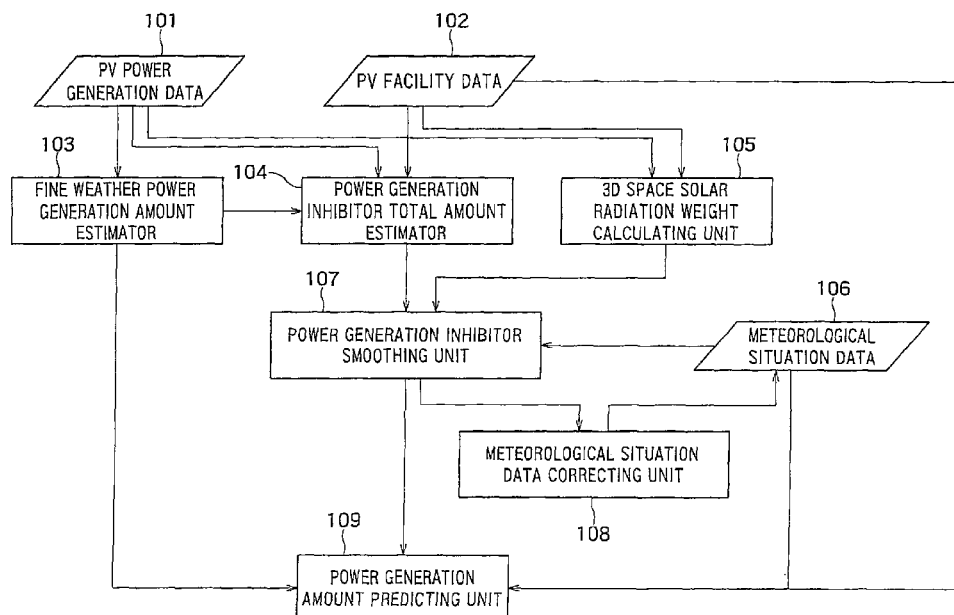 101
PV POWER
GENERATION DATA
102
PV FACILITY DATA
103
FINE WEATHER POWER
GENERATION AMOUNT
ESTIMATOR
104
POWER GENERATION
INHIBITOR TOTAL AMOUNT
ESTIMATOR
105
3D SPACE SOLAR
RADIATION WEIGHT
CALCULATING UNIT
107
POWER GENERATION INHIBITOR
SMOOTHING UNIT
106
METEOROLOGICAL
SITUATION DATA
METEOROLOGICAL SITUATION
DATA CORRECTING UNIT
108
109
POWER GENERATION
AMOUNT PREDICTING UNIT